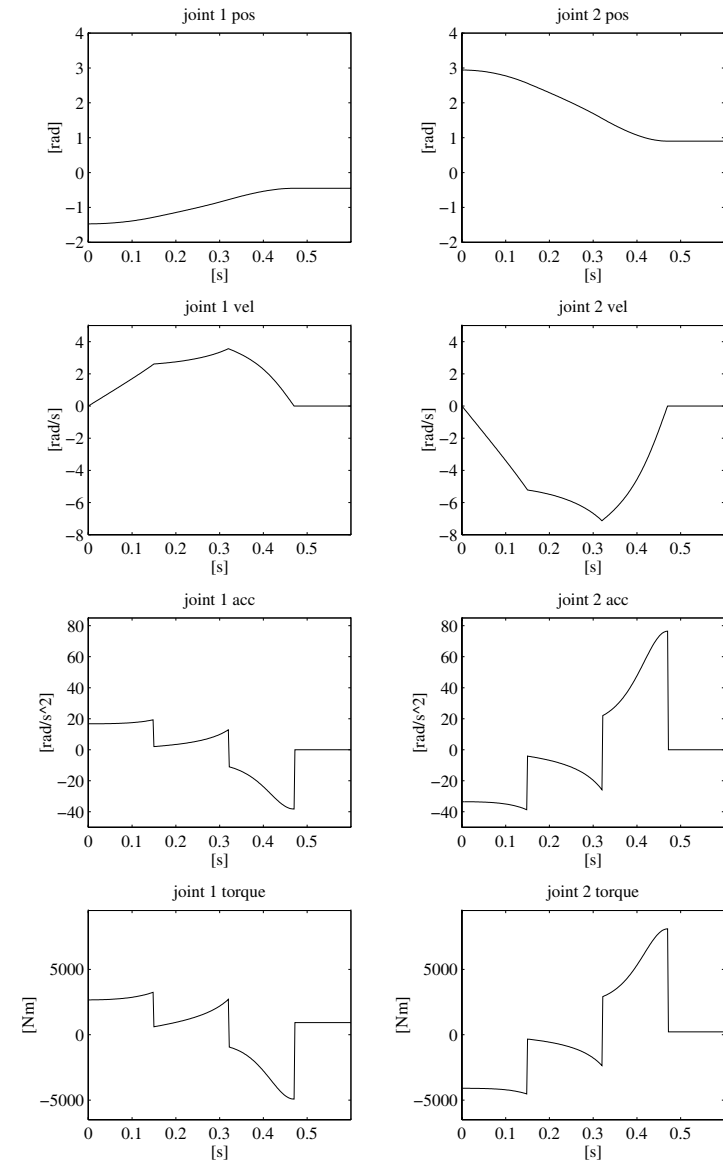 joint 1 pos
4
3
2
1
0
−1
−2
[rad]
0 0.1 0.2 0.3 0.4 0.5
[s]
joint 2 pos
4
3
2
1
0
−1
−2
[rad]
0 0.1 0.2 0.3 0.4 0.5
[s]
joint 1 vel
4
2
0
−2
−4
−6
−8
[rad/s]
0 0.1 0.2 0.3 0.4 0.5
[s]
joint 2 vel
4
2
0
−2
−4
−6
−8
[rad/s]
0 0.1 0.2 0.3 0.4 0.5
[s]
joint 1 acc
80
60
40
20
0
−20
−40
[rad/s^2]
0 0.1 0.2 0.3 0.4 0.5
[s]
joint 2 acc
80
60
40
20
0
−20
−40
[rad/s^2]
0 0.1 0.2 0.3 0.4 0.5
[s]
joint 1 torque
5000
0
−5000
[Nm]
0 0.1 0.2 0.3 0.4 0.5
[s]
joint 2 torque
5000
0
−5000
[Nm]
0 0.1 0.2 0.3 0.4 0.5
[s]